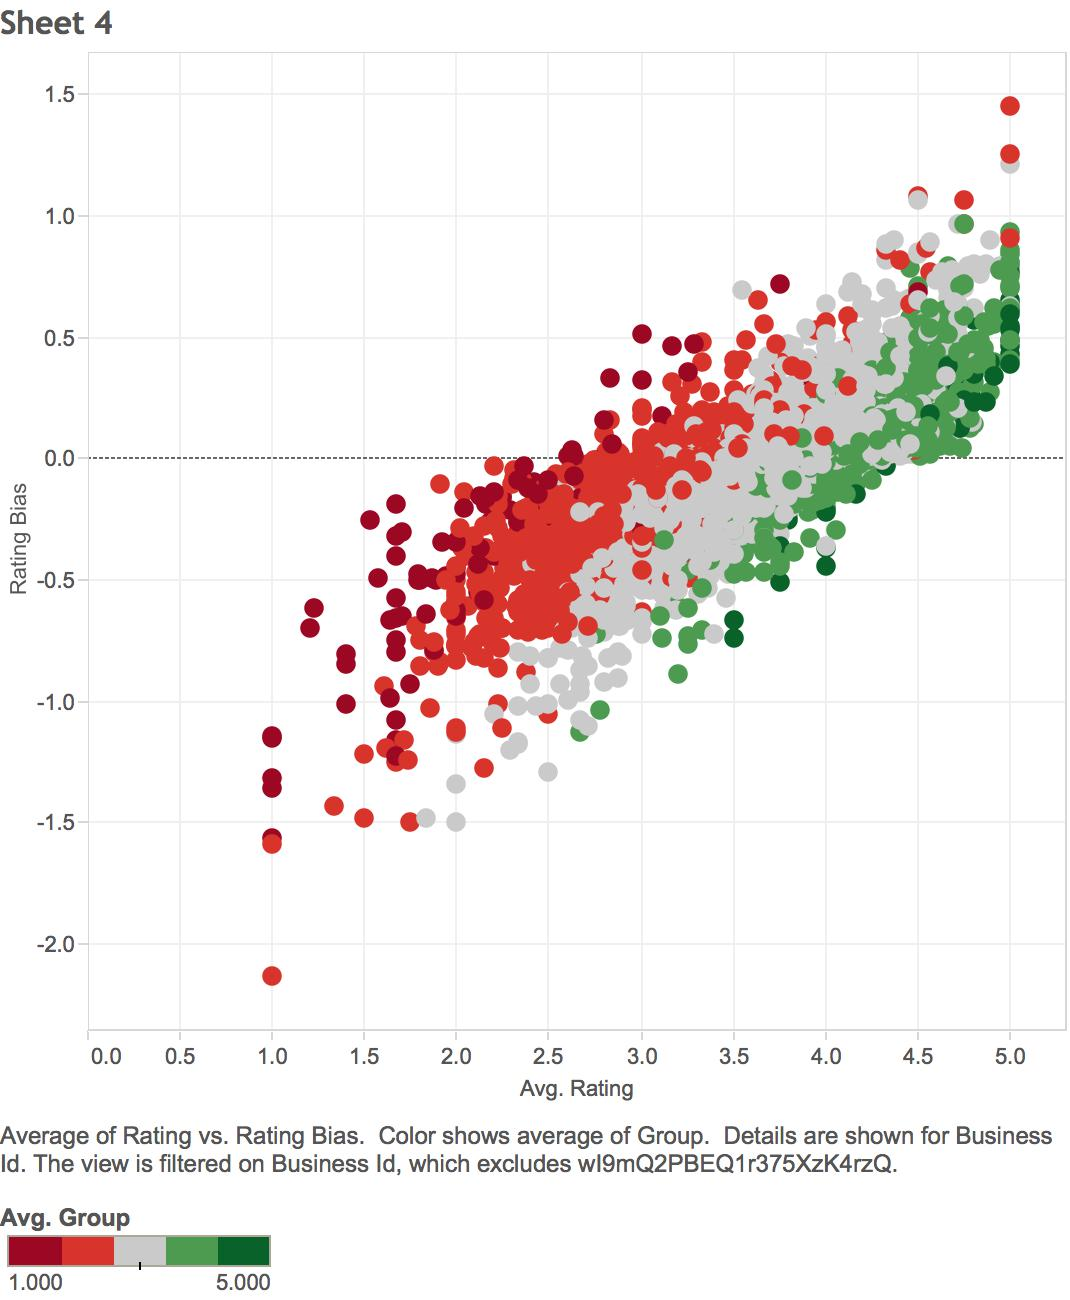 Sheet 4
1.5
1.0
0.5
0.0
-0.5
-1.0
-1.5
-2.0
Rating Bias
0.0 0.5 1.0 1.5 2.0 2.5 3.0 3.5 4.0 4.5 5.0
Avg. Rating
Average of Rating vs. Rating Bias. Color shows average of Group. Details are shown for Business
Id. The view is filtered on Business Id, which excludes wI9mQ2PBEQ1r375XzK4rzQ.
Avg. Group
1.000 5.000